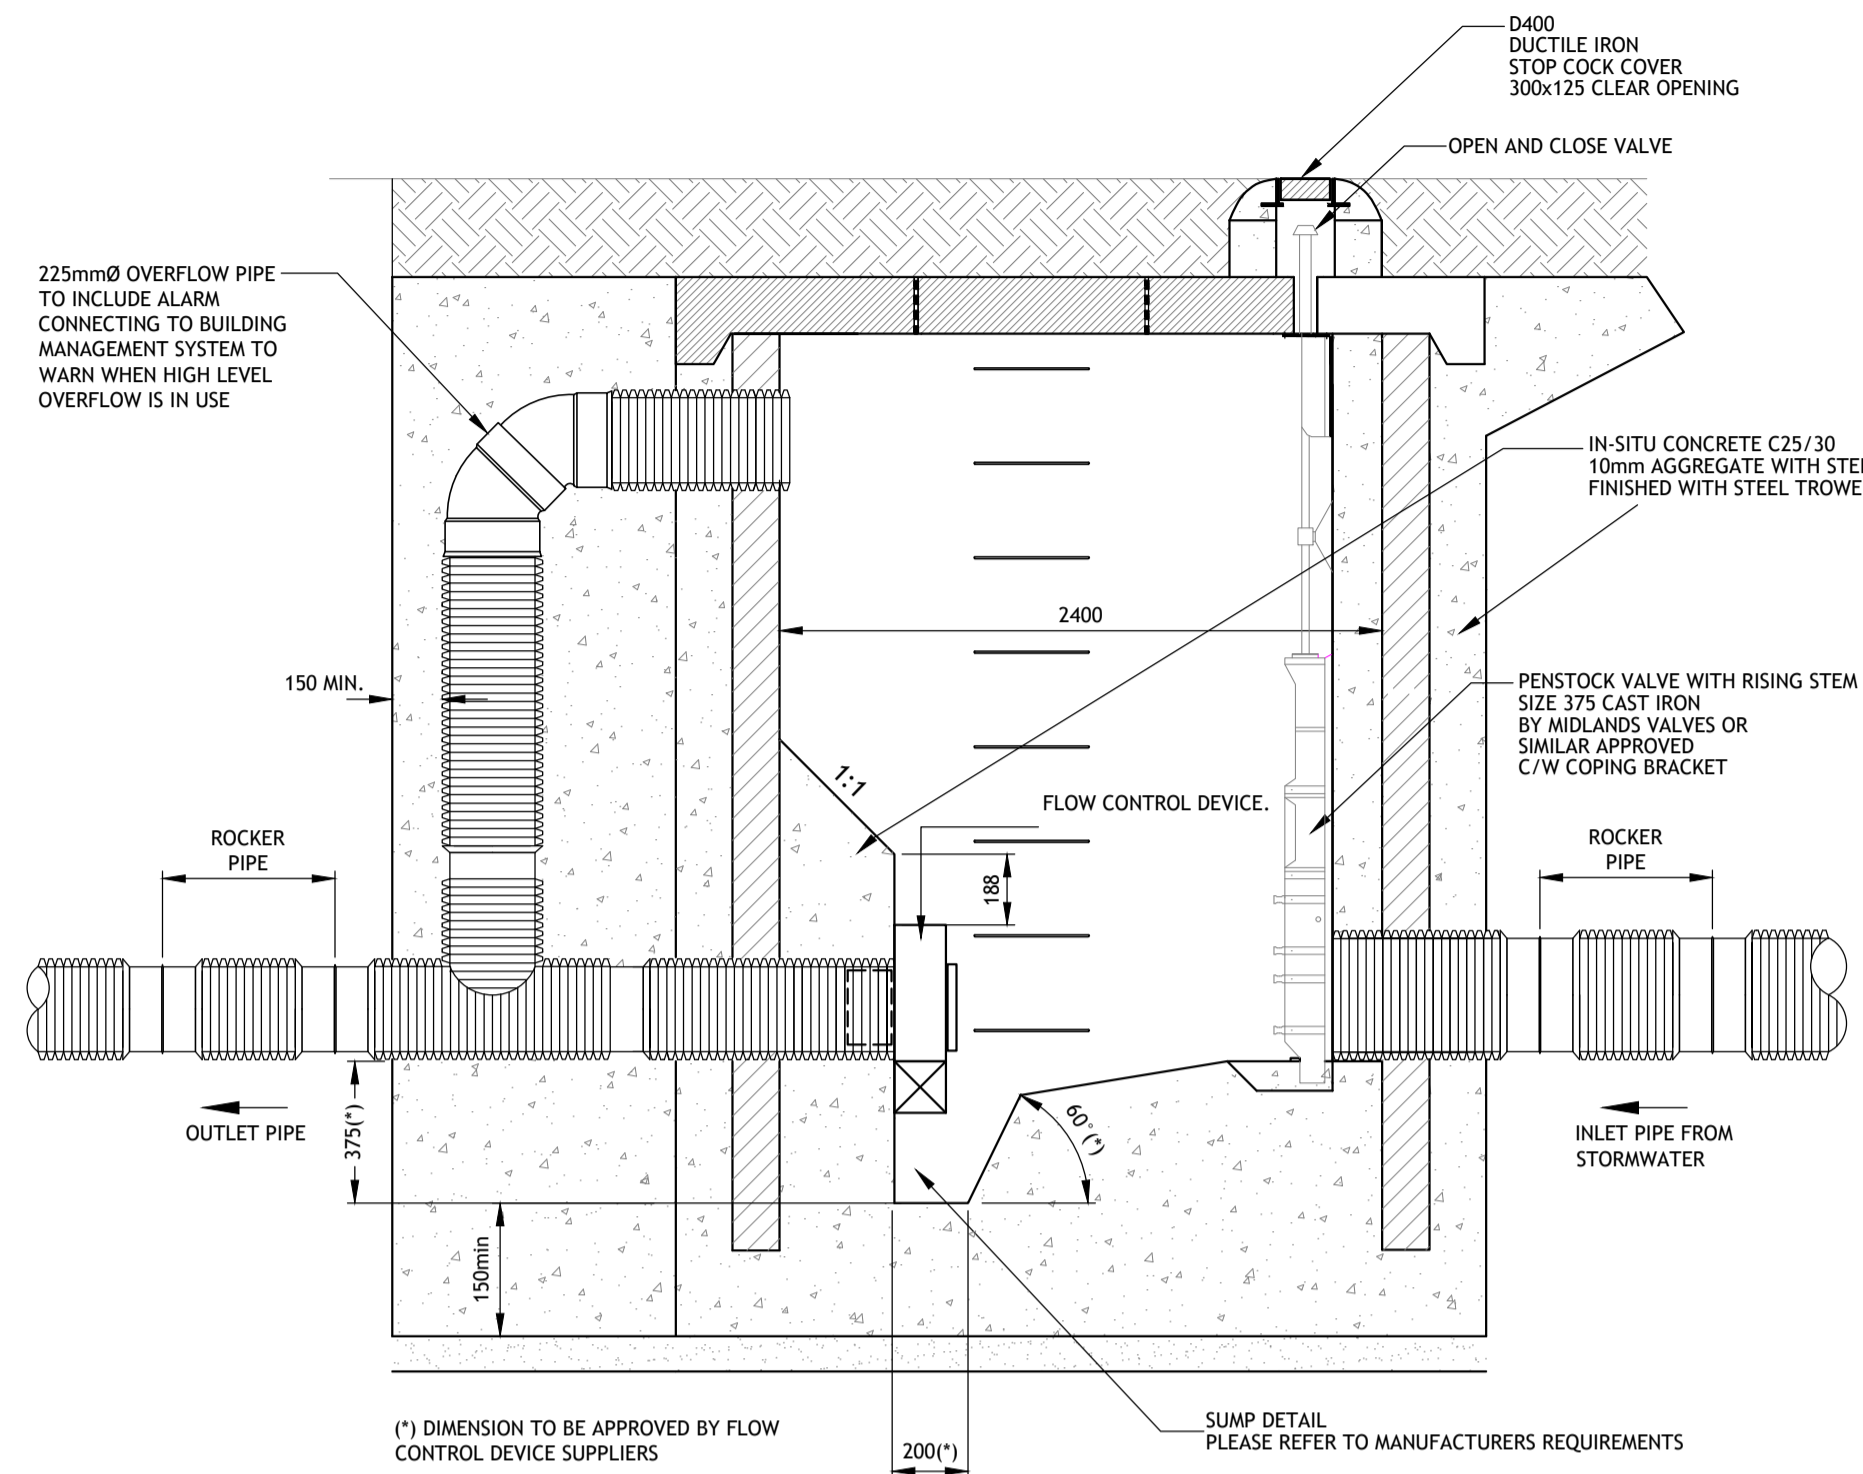 D400
DUCTILE IRON
STOP COCK COVER
300x125 CLEAR OPENING
OPEN AND CLOSE VALVE
225mmØ OVERFLOW PIPE
TO INCLUDE ALARM
CONNECTING TO BUILDING
MANAGEMENT SYSTEM TO
WARN WHEN HIGH LEVEL
OVERFLOW IS IN USE
IN-SITU CONCRETE C25/30
10mm AGGREGATE WITH
FINISHED WITH STEEL
2400
150 MIN.
PENSTOCK VALVE WITH RISING STEM
SIZE 375 CAST IRON
BY MIDLANDS VALVES OR
SIMILAR APPROVED
C/W COPING BRACKET
1:1
FLOW CONTROL DEVICE.
ROCKER
PIPE
ROCKER
PIPE
188
375(*)
60°(*)
OUTLET PIPE
INLET PIPE FROM
STORMWATER
150min
(*) DIMENSION TO BE APPROVED BY FLOW
CONTROL DEVICE SUPPLIERS
200(*)
SUMP DETAIL
PLEASE REFER TO MANUFACTURERS REQUIREMENTS